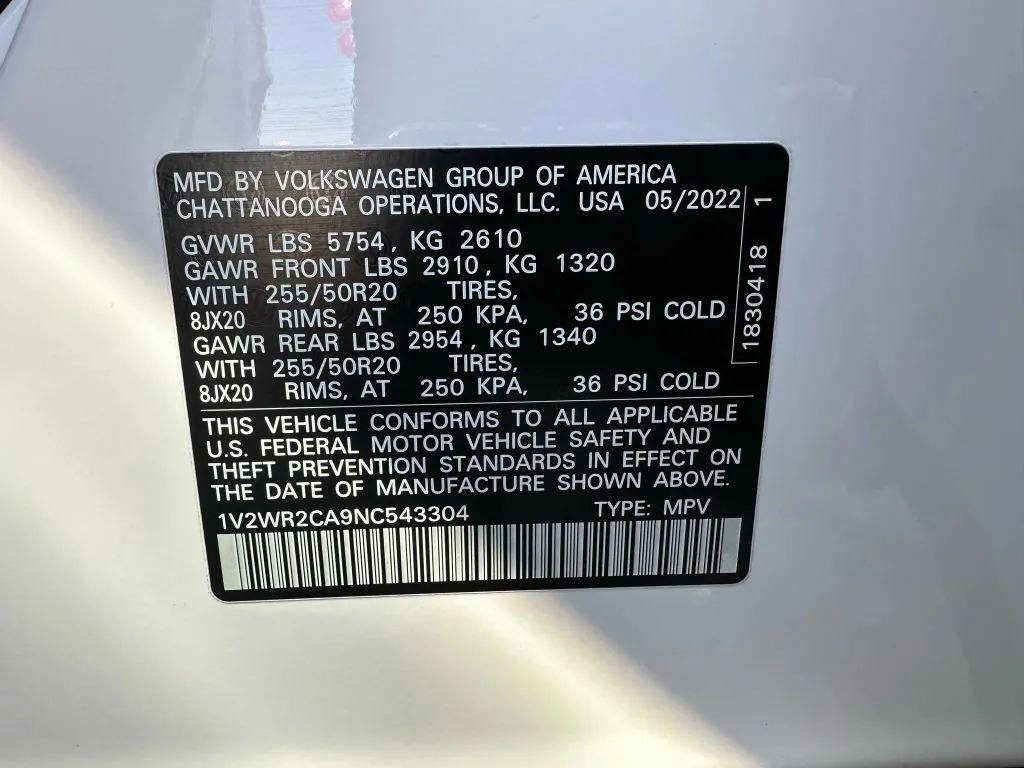 MFD BY VOLKSWAGEN GROUP OF AMERICA
CHATTANOOGA OPERATIONS, LLC. USA 05/2022
GVWR LBS 5754, KG 2610
GAWR FRONT LBS 2910, KG 1320
WITH 255/50R20 TIRES,
8JX20 RIMS, AT 250 KPA, 36 PSI COLD
GAWR REAR LBS 2954, KG 1340
WITH 255/50R20 TIRES,
8JX20 RIMS, AT 250 KPA, 36 PSI COLD
1830418 1
THIS VEHICLE CONFORMS TO ALL APPLICABLE
U.S. FEDERAL MOTOR VEHICLE SAFETY AND
THEFT PREVENTION STANDARDS IN EFFECT ON
THE DATE OF MANUFACTURE SHOWN ABOVE.
1V2WR2CA9NC543304 TYPE: MPV